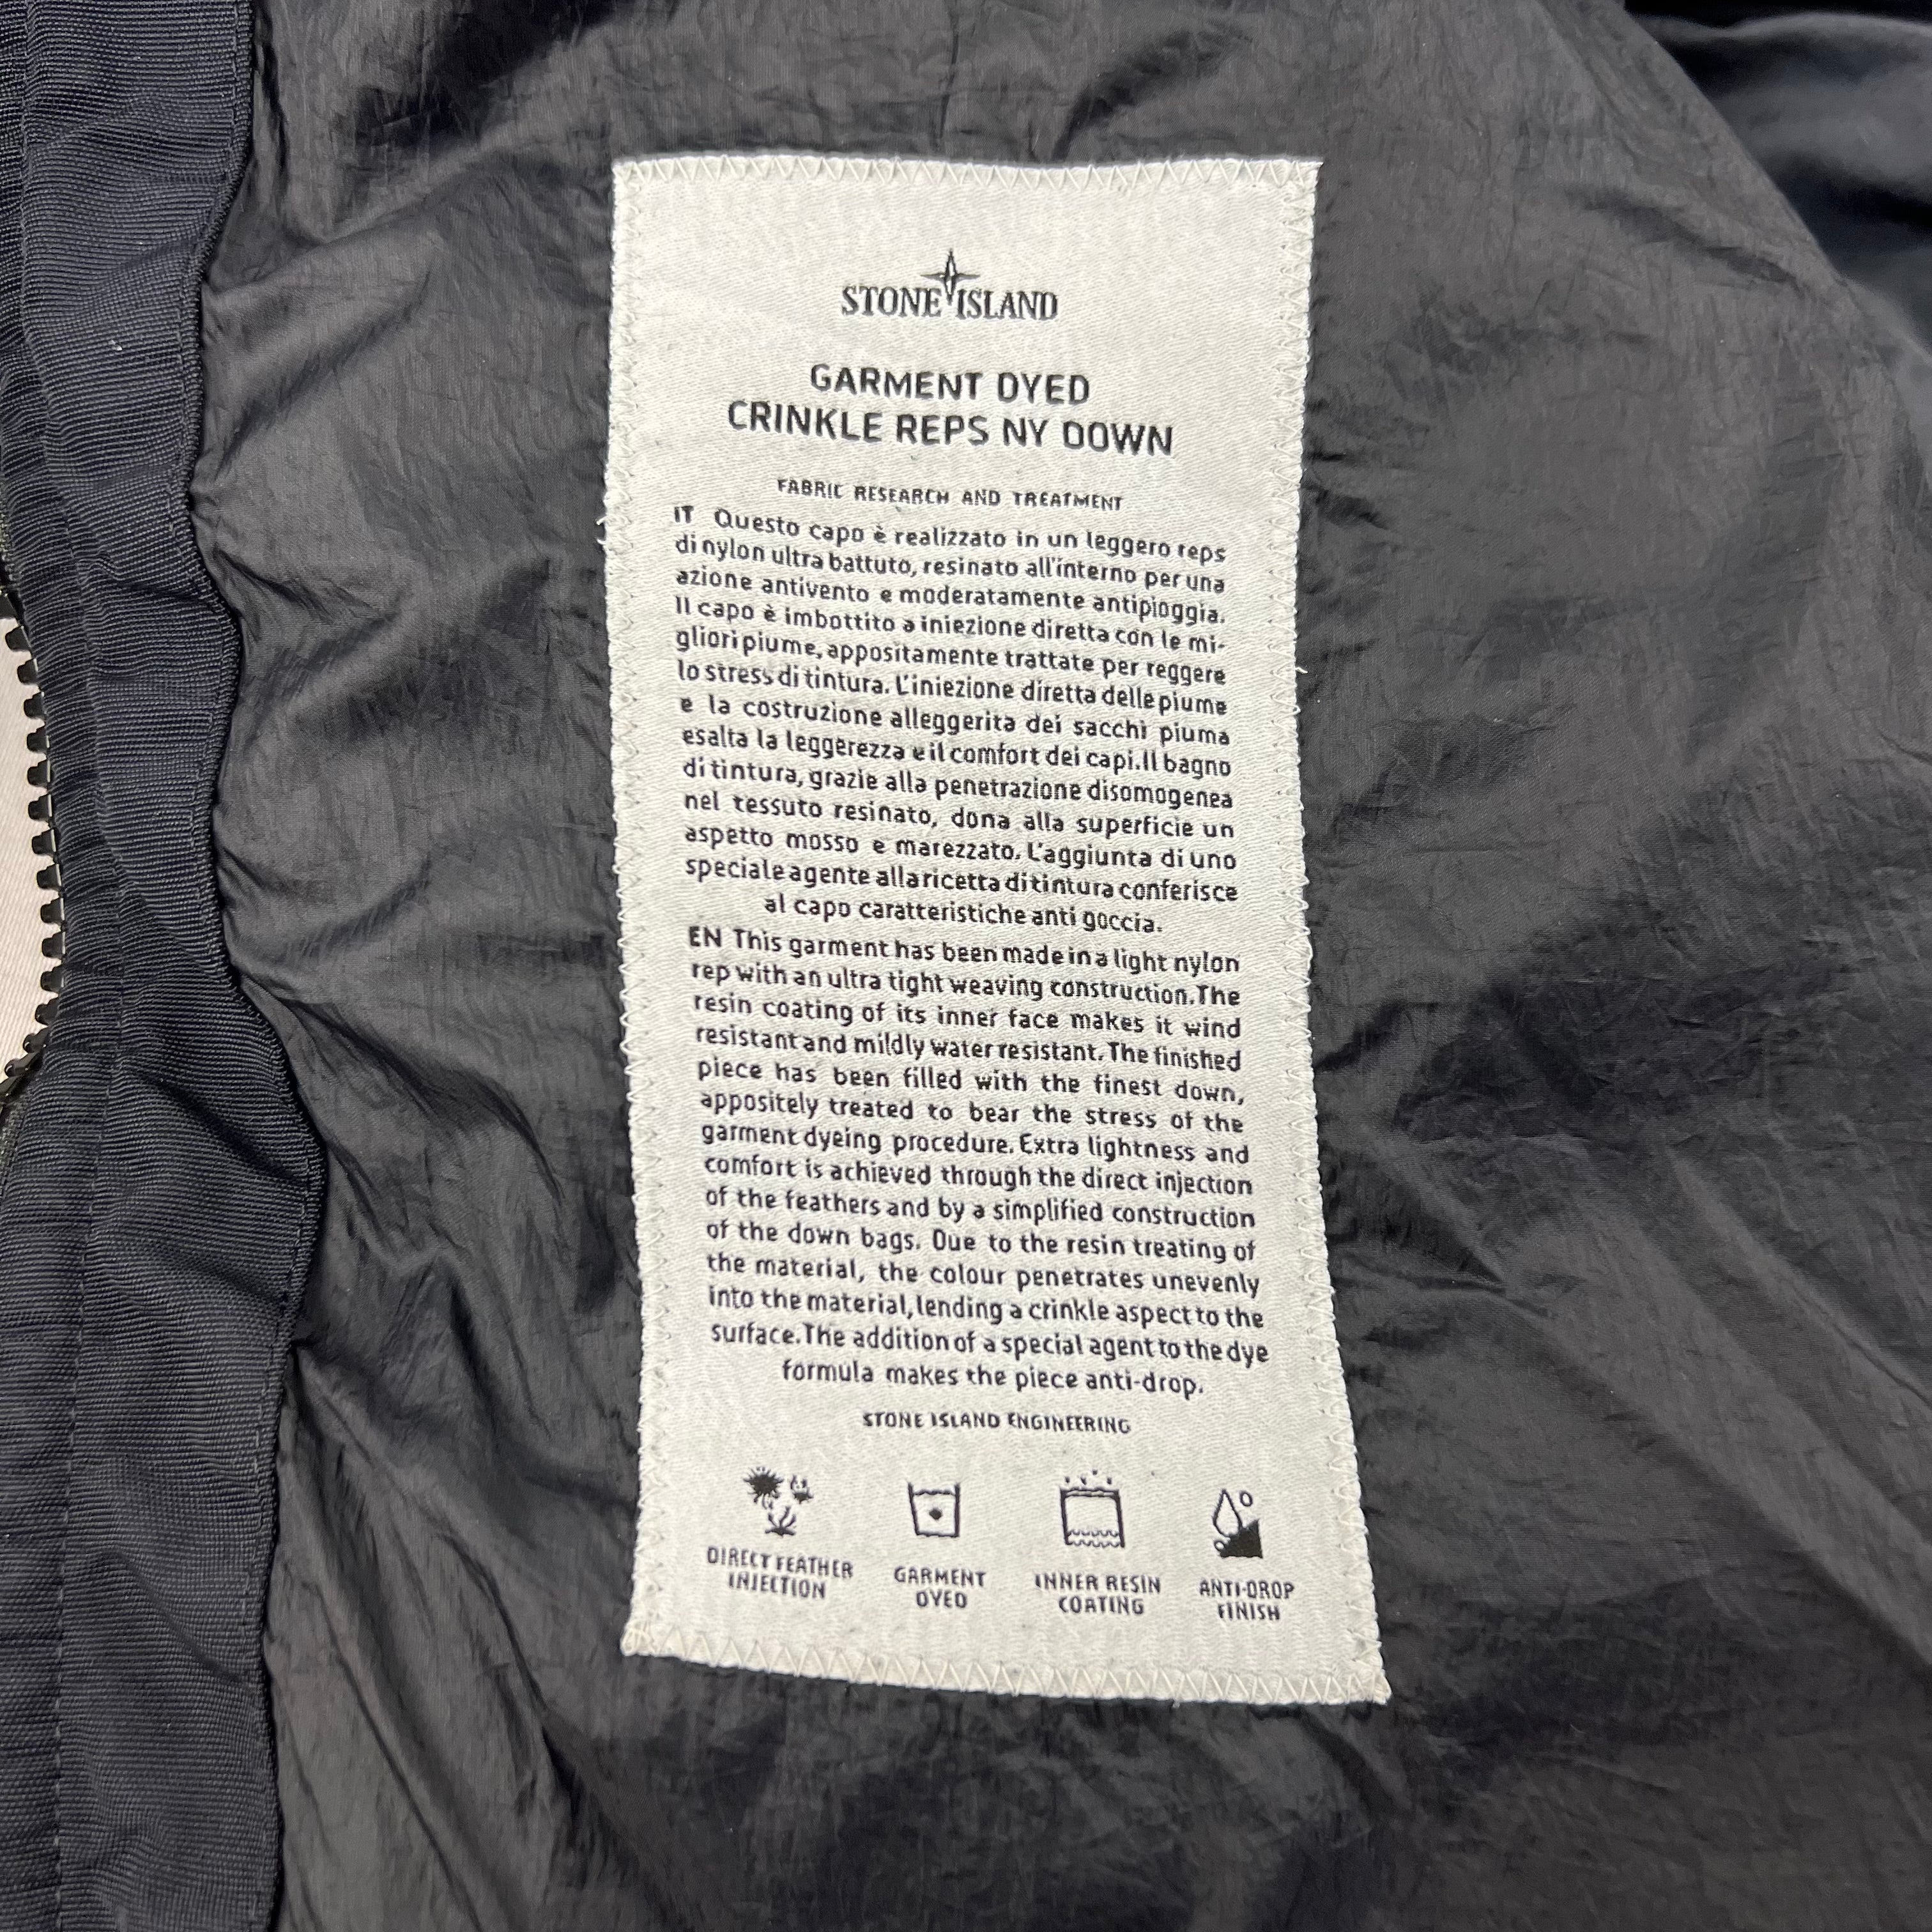 STONE ISLAND
GARMENT DYED
CRINKLE REPS NY DOWN
FABRIC RESEARCH AND TREATMENT
IT Questo capo è realizzato in un leggero reps
di nylon ultra battuto, resinato all'interno per una
azione antivento e moderatamente antipioggia.
Il capo è imbottito a iniezione diretta con le mi-
gliori piume, appositamente trattate per reggere
lo stress di tintura. L'iniezione diretta delle piume
e la costruzione alleggerita dei sacchi piuma
esalta la leggerezza e il comfort dei capi. Il bagno
di tintura, grazie alla penetrazione disomogenea
nel tessuto resinato, dona alla superficie un
aspetto mosso e marezzato. L'aggiunta di uno
speciale agente alla ricetta di tintura conferisce
al capo caratteristiche anti goccia.
EN This garment has been made in a light nylon
rep with an ultra tight weaving construction. The
resin coating of its inner face makes it wind
resistant and mildly water resistant. The finished
piece has been filled with the finest down,
appositely treated to bear the stress of the
garment dyeing procedure. Extra lightness and
comfort is achieved through the direct injection
of the feathers and by a simplified construction
of the down bags. Due to the resin treating of
the material, the colour penetrates unevenly
into the material, lending a crinkle aspect to the
surface. The addition of a special agent to the dye
formula makes the piece anti-drop.
STONE ISLAND ENGINEERING
DIRECT FEATHER INJECTION
GARMENT DYED
INNER RESIN COATING
ANTI-DROP FINISH